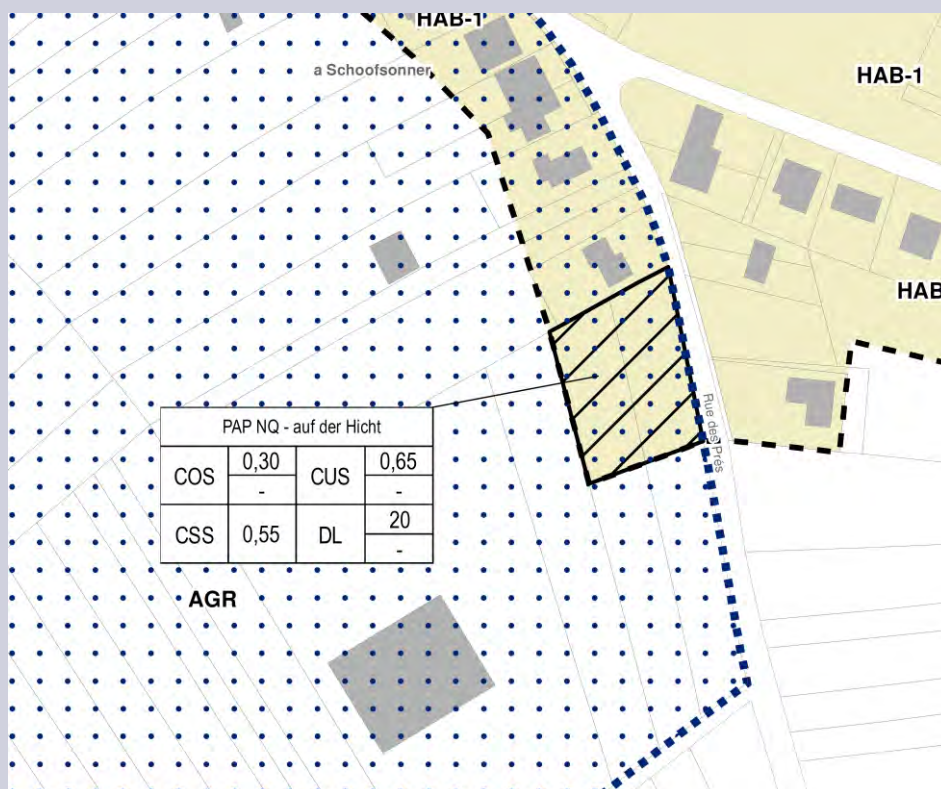 HAB-1
a Schoofsonner
HAB-1
HAB
Rue des Prés
PAP NQ - auf der Hicht
COS 0,30 - CUS 0,65 -
CSS 0,55 DL 20 -
AGR